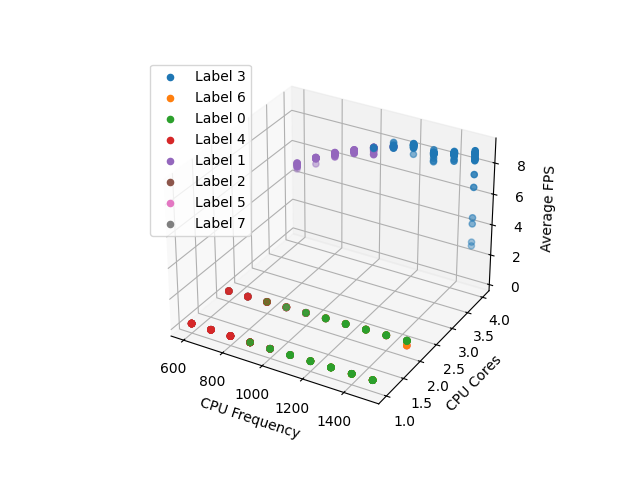 Label 3
Label 6
Label 0
Label 4
Label 1
Label 2
Label 5
Label 7
600
800
1000
1200
1400
CPU Frequency
1.0
1.5
2.0
2.5
3.0
3.5
4.0
CPU Cores
0
2
4
6
8
Average FPS